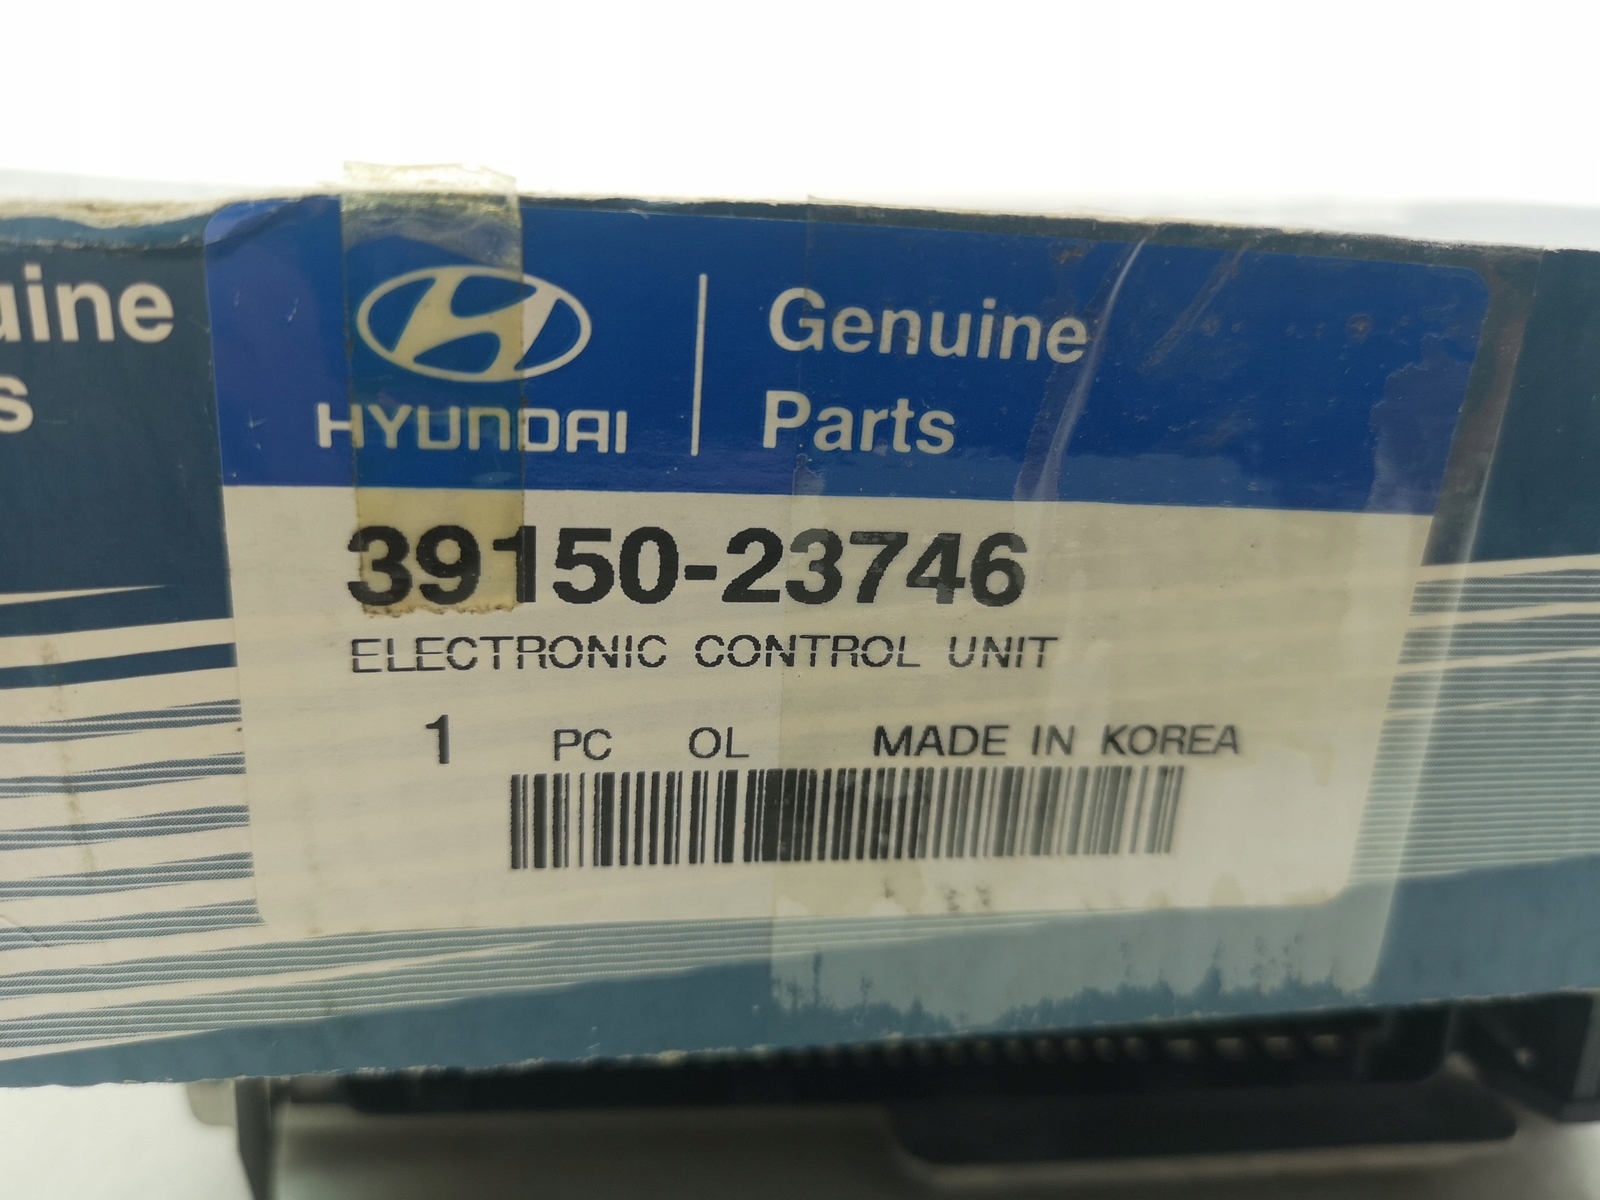 uine
s
HYUNDAI
Genuine
Parts
39150-23746
ELECTRONIC CONTROL UNIT
1 PC OL MADE IN KOREA